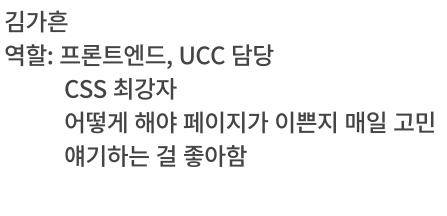 김가흔
역할: 프론트엔드, UCC 담당
CSS 최강자
어떻게 해야 페이지가 이쁜지 매일 고민
얘기하는 걸 좋아함